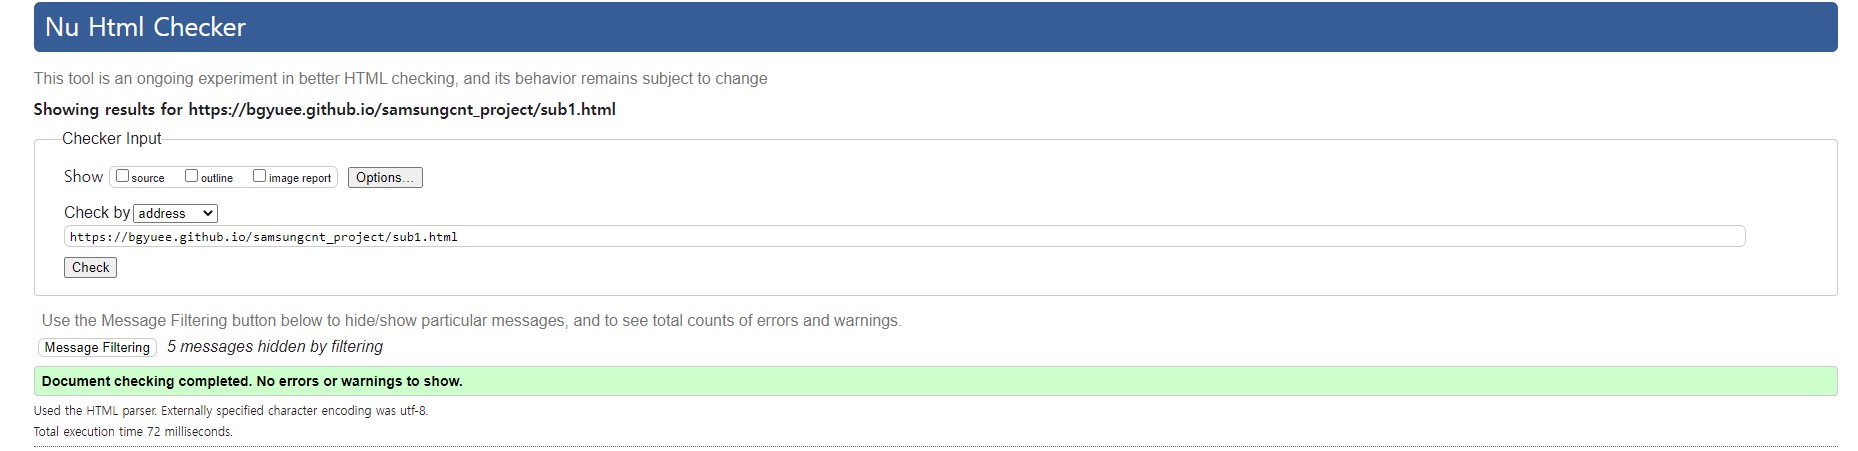 Nu Html Checker
This tool is an ongoing experiment in better HTML checking, and its behavior remains subject to change
Showing results for https://bgyuee.github.io/samsungcnt_project/sub1.html
Checker Input
Show source outline image report Options...
Check by address
https://bgyuee.github.io/samsungcnt_project/sub1.html
Check
Use the Message Filtering button below to hide/show particular messages, and to see total counts of errors and warnings.
Message Filtering 5 messages hidden by filtering
Document checking completed. No errors or warnings to show.
Used the HTML parser. Externally specified character encoding was utf-8.
Total execution time 72 milliseconds.